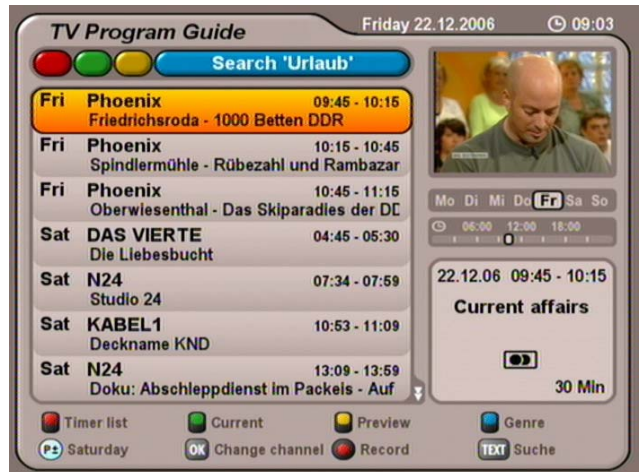 TV Program Guide
Friday 22.12.2006
09:03
Search 'Urlaub'
Fri Phoenix 09:45 - 10:15
Friedrichsroda - 1000 Betten DDR
Fri Phoenix 10:15 - 10:45
Spindlermühle - Rübezahl und Rambazar
Fri Phoenix 10:45 - 11:15
Oberwiesenthal - Das Skiparadies der DD
Sat DAS VIERTE 04:45 - 05:30
Die Liebesbucht
Sat N24 07:34 - 07:59
Studio 24
Sat KABEL1 10:53 - 11:09
Deckname KND
Sat N24 13:09 - 13:59
Doku: Abschleppdienst im Packeis - Auf
Mo Di Mi Do Fr Sa So
06:00 12:00 18:00
22.12.06 09:45 - 10:15
Current affairs
30 Min
Timer list
Current
Preview
Genre
P± Saturday
OK Change channel
Record
TEXT Suche